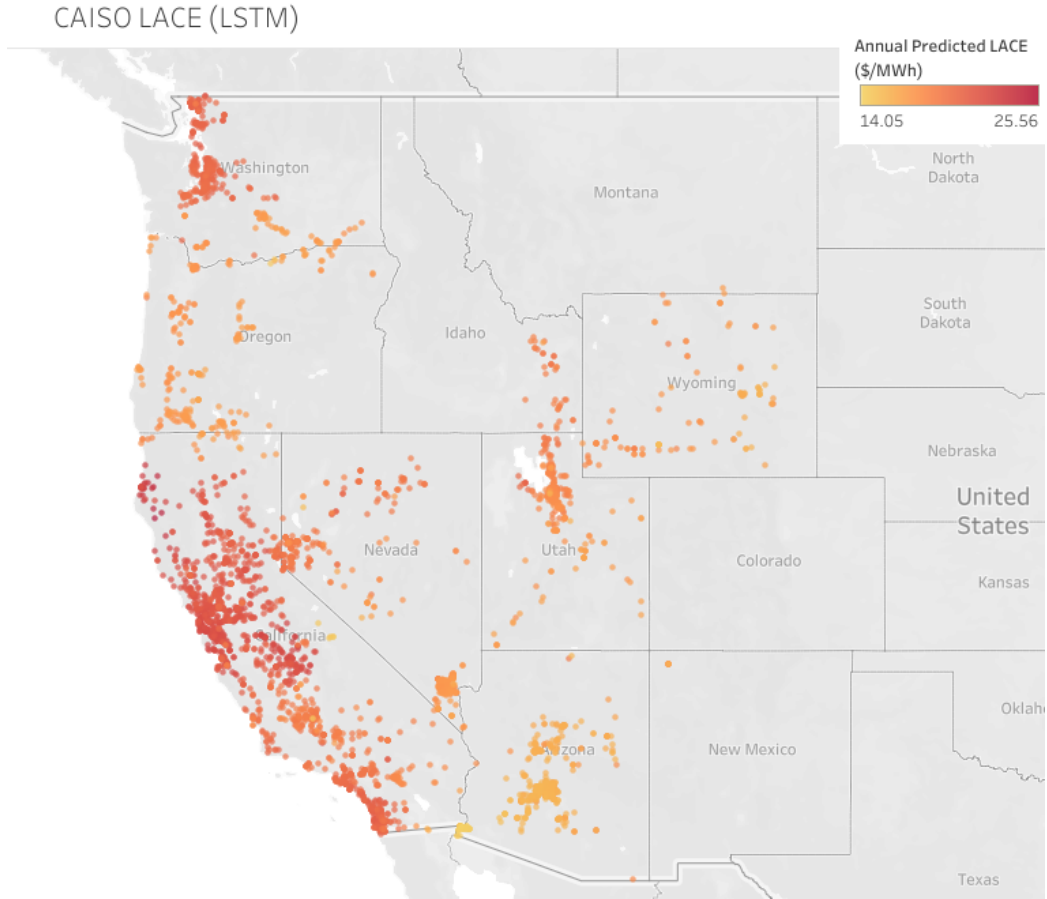 CAISO LACE (LSTM)
Annual Predicted LACE
($/MWh)
14.05 25.56
Washington
North
Dakota
Montana
South
Dakota
Oregon
Idaho
Wyoming
Nebraska
United
States
Nevada
Utah
Colorado
Kansas
California
Arizona
New Mexico
Oklah
Texas